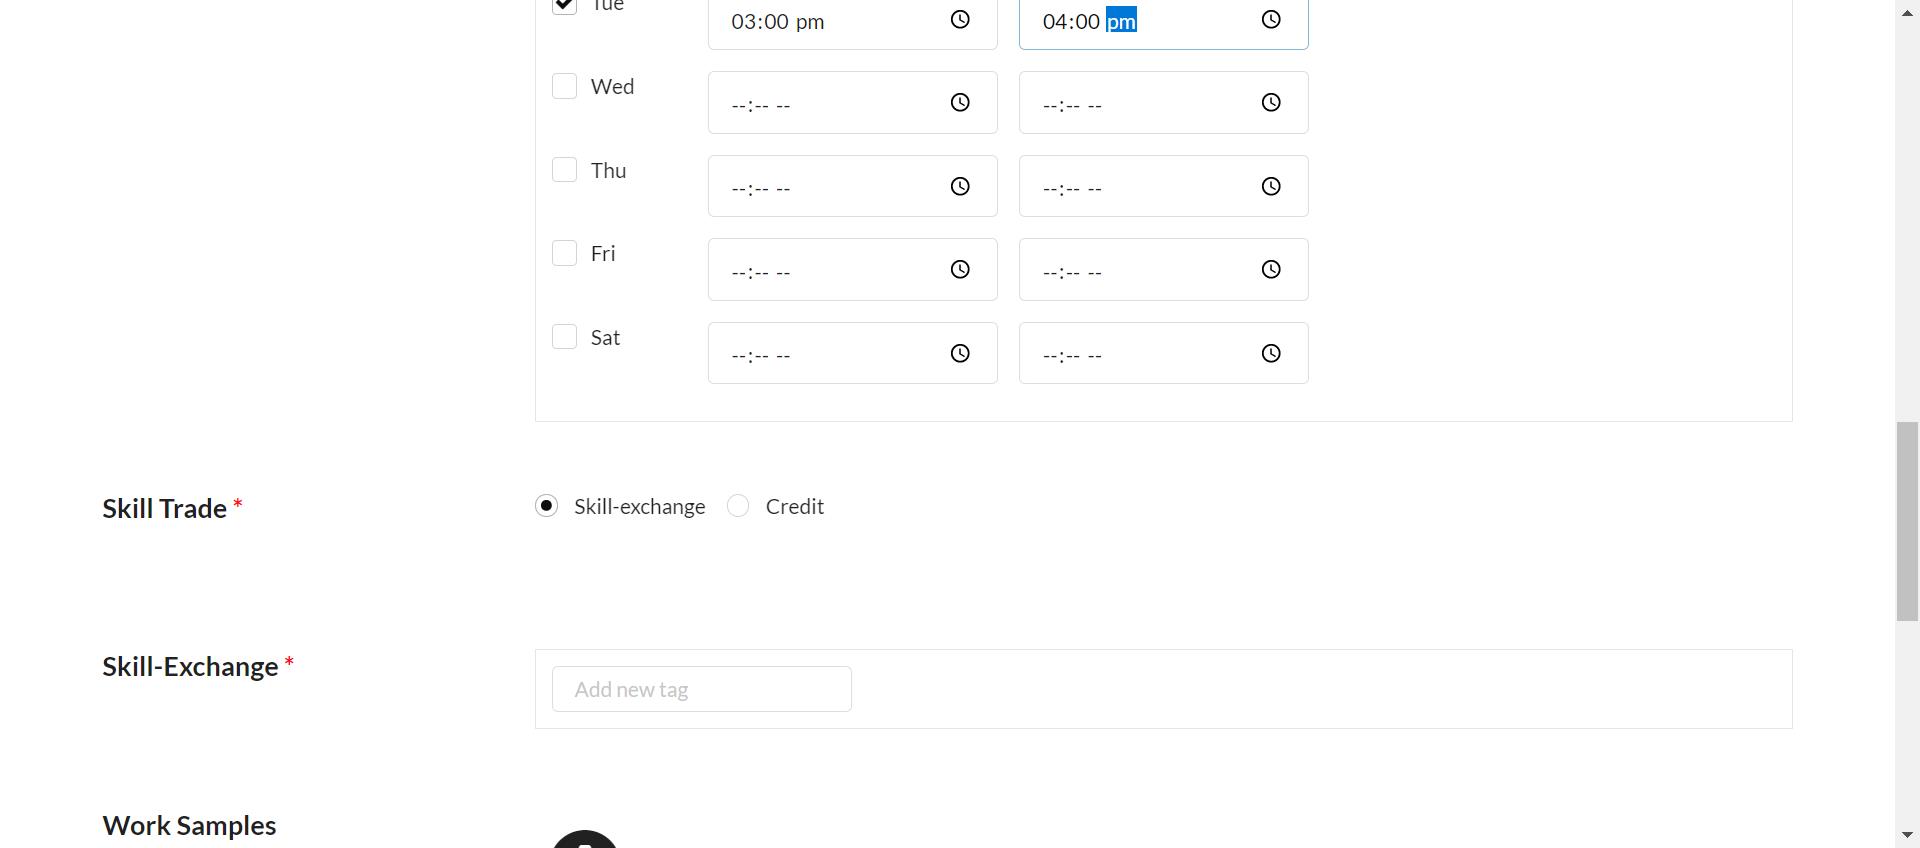 Tue 03:00 pm 04:00 pm
Wed --:-- -- --:-- --
Thu --:-- -- --:-- --
Fri --:-- -- --:-- --
Sat --:-- -- --:-- --
Skill Trade * Skill-exchange Credit
Skill-Exchange * Add new tag
Work Samples